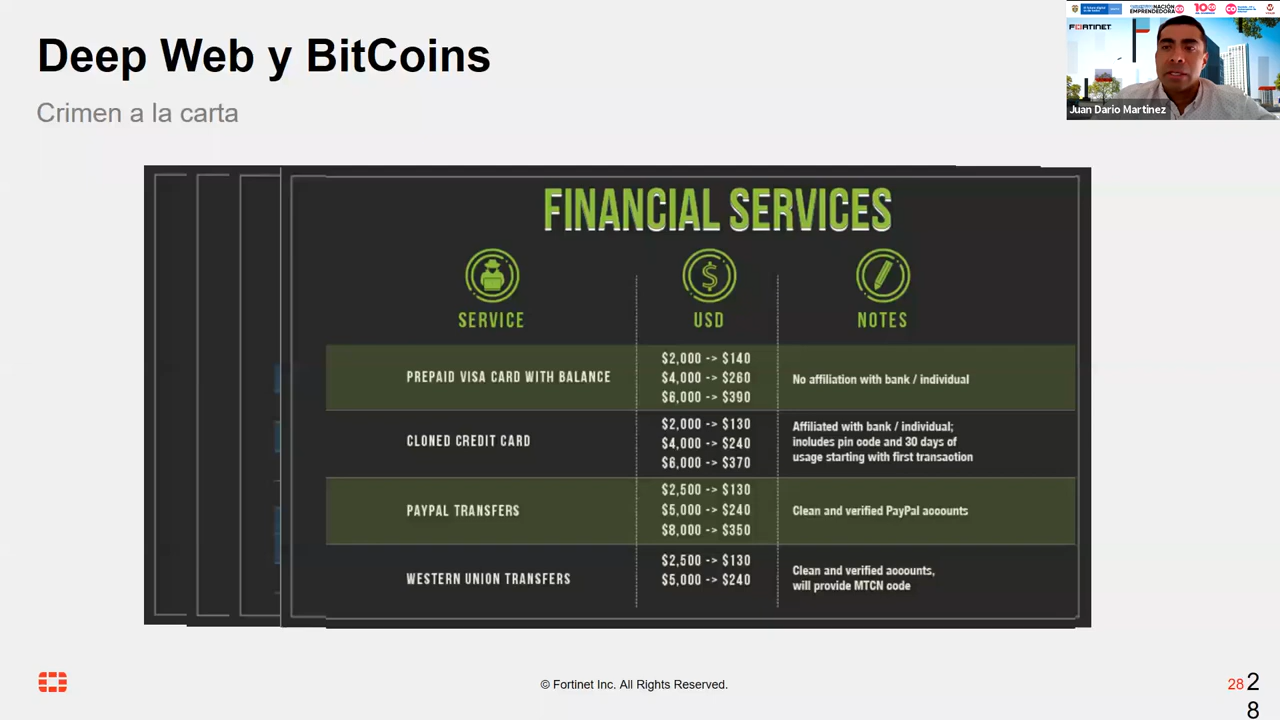 Deep Web y BitCoins
Crimen a la carta
NACIÓN
EMPRENDEDORA
FORTINET
Juan Dario Martinez
FINANCIAL SERVICES
SERVICE
USD
NOTES
PREPAID VISA CARD WITH BALANCE
$2,000 -> $140
$4,000 -> $260
$6,000 -> $390
No affiliation with bank / individual
CLONED CREDIT CARD
$2,000 -> $130
$4,000 -> $240
$6,000 -> $370
Affiliated with bank / individual;
includes pin code and 30 days of
usage starting with first transaction
PAYPAL TRANSFERS
$2,500 -> $130
$5,000 -> $240
$8,000 -> $350
Clean and verified PayPal accounts
WESTERN UNION TRANSFERS
$2,500 -> $130
$5,000 -> $240
Clean and verified accounts,
will provide MTCN code
© Fortinet Inc. All Rights Reserved.
28
2
8